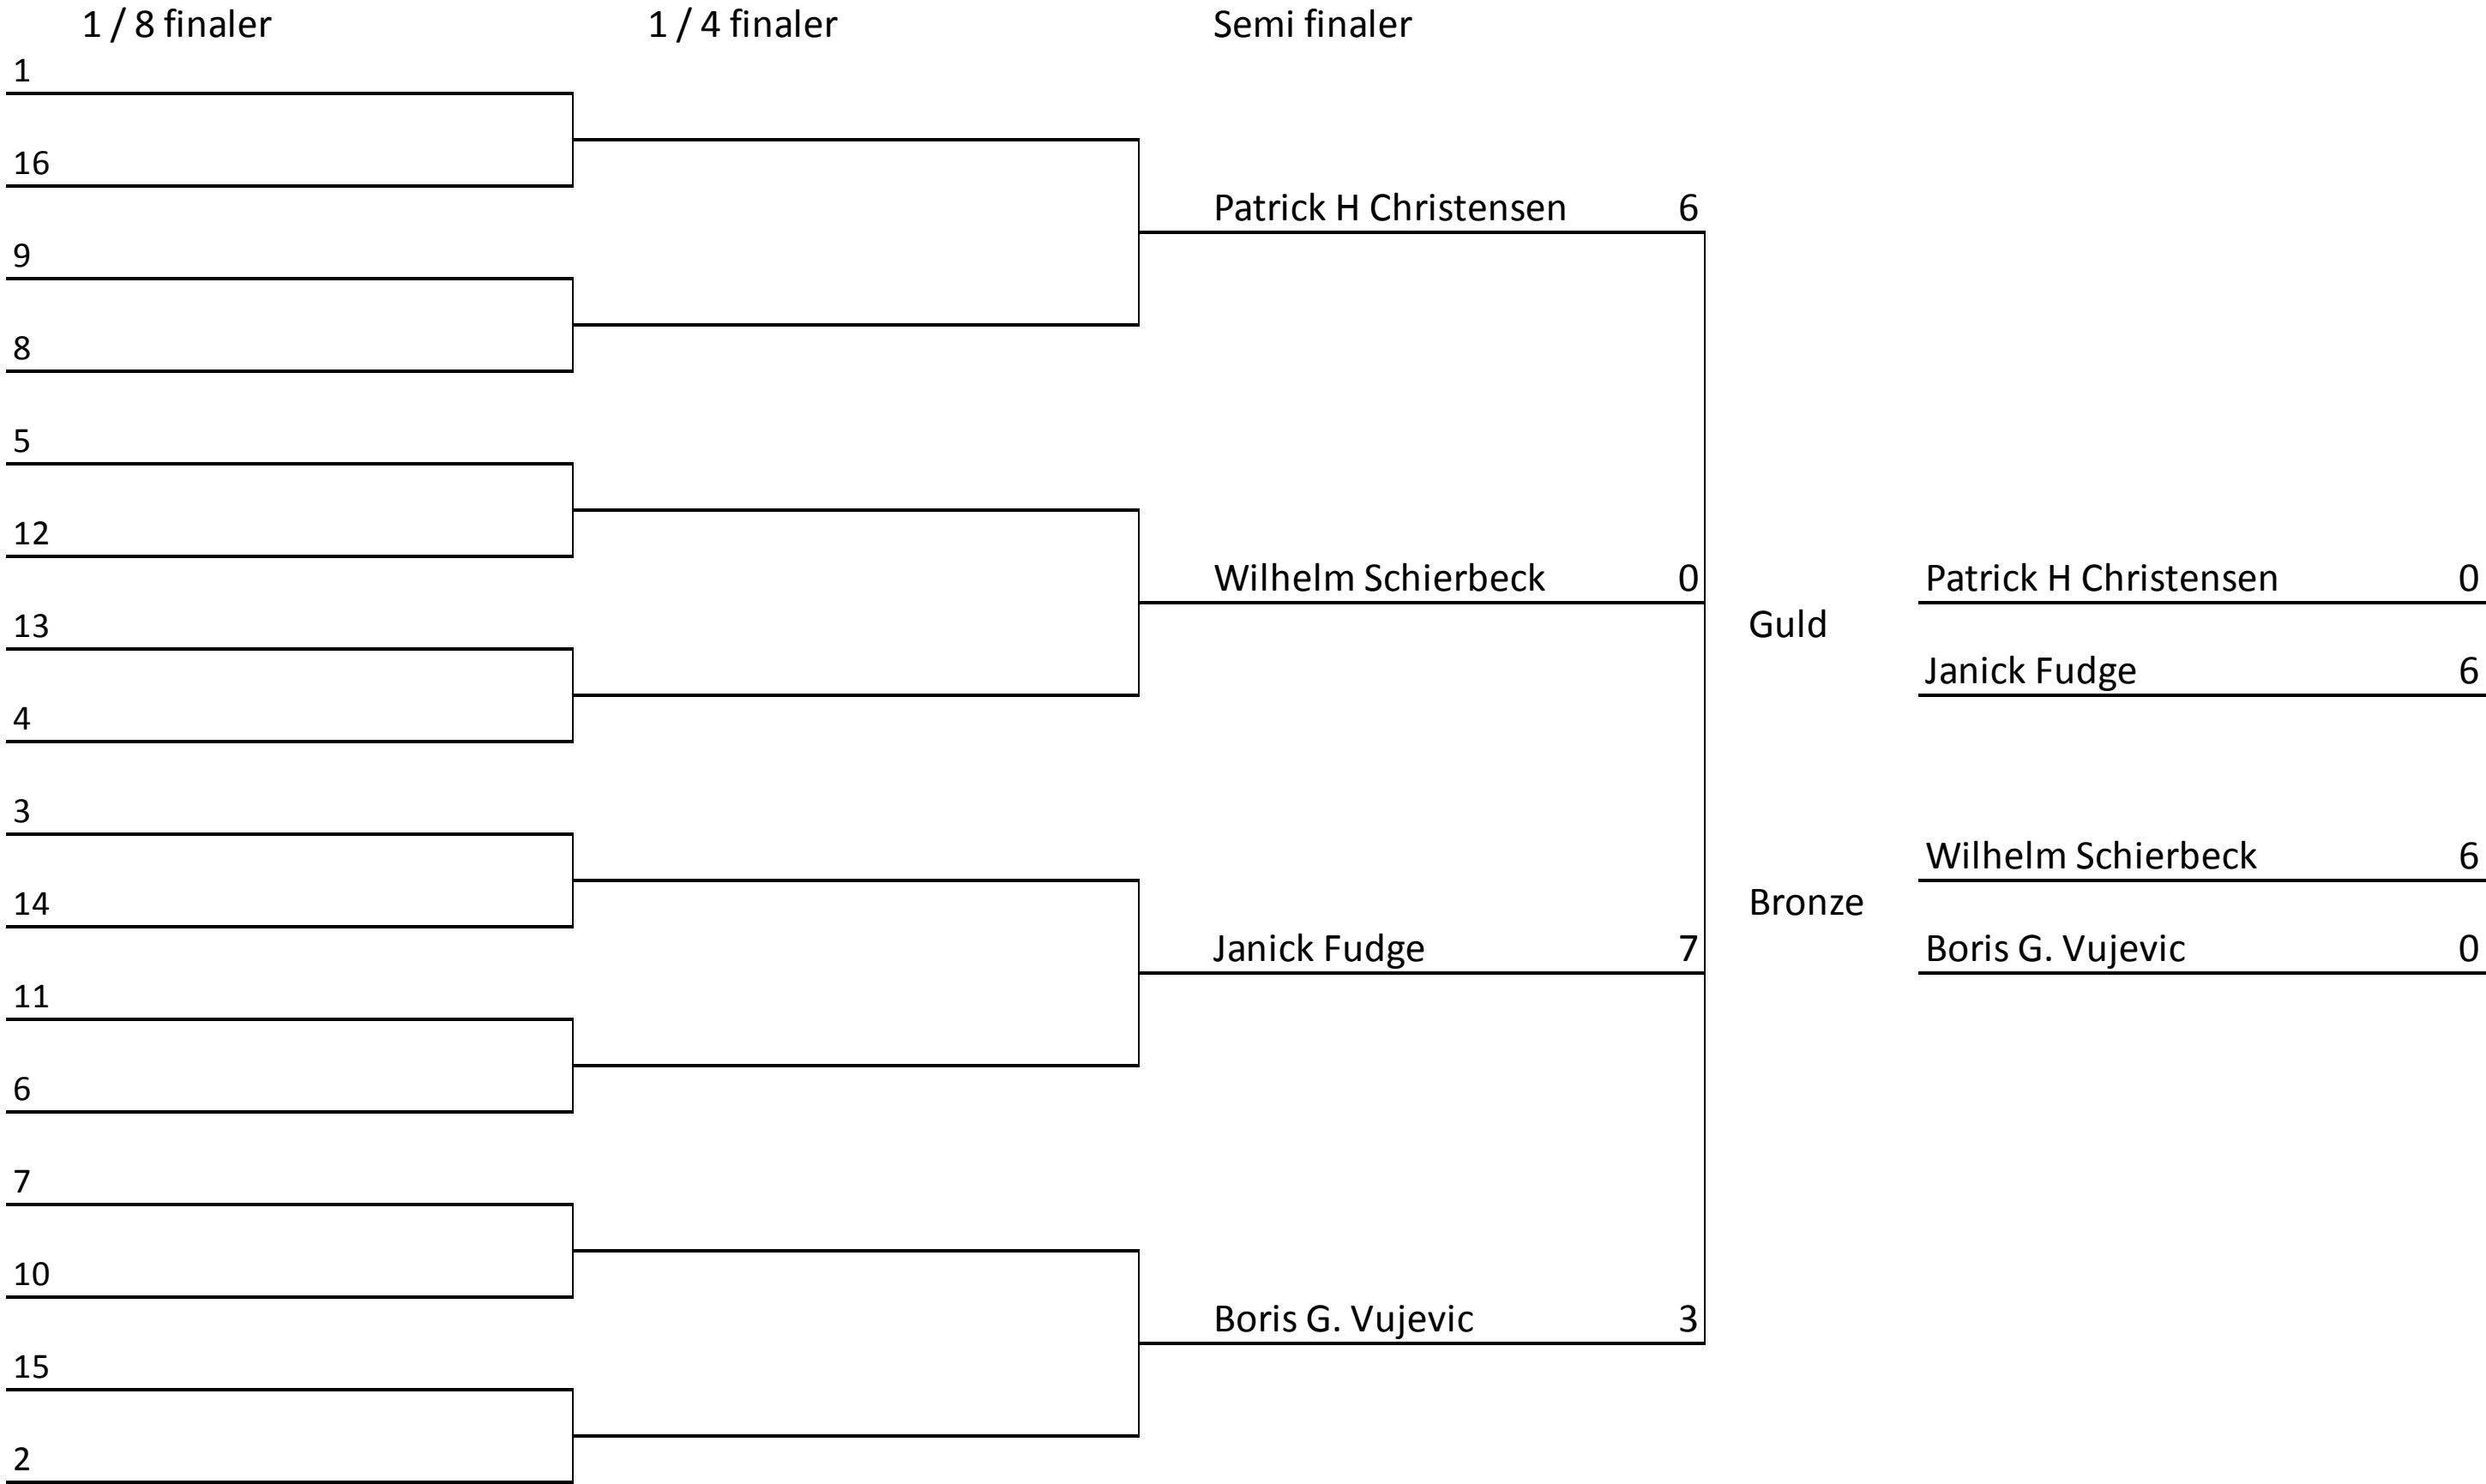 1 / 8 finaler 1 / 4 finaler Semi finaler
1
16
Patrick H Christensen 6
9
8
5
12
Wilhelm Schierbeck 0 Patrick H Christensen 0
13
Guld
Janick Fudge 6
4
3
Wilhelm Schierbeck 6
14
Bronze
Janick Fudge 7 Boris G. Vujevic 0
11
6
7
10
Boris G. Vujevic 3
15
2